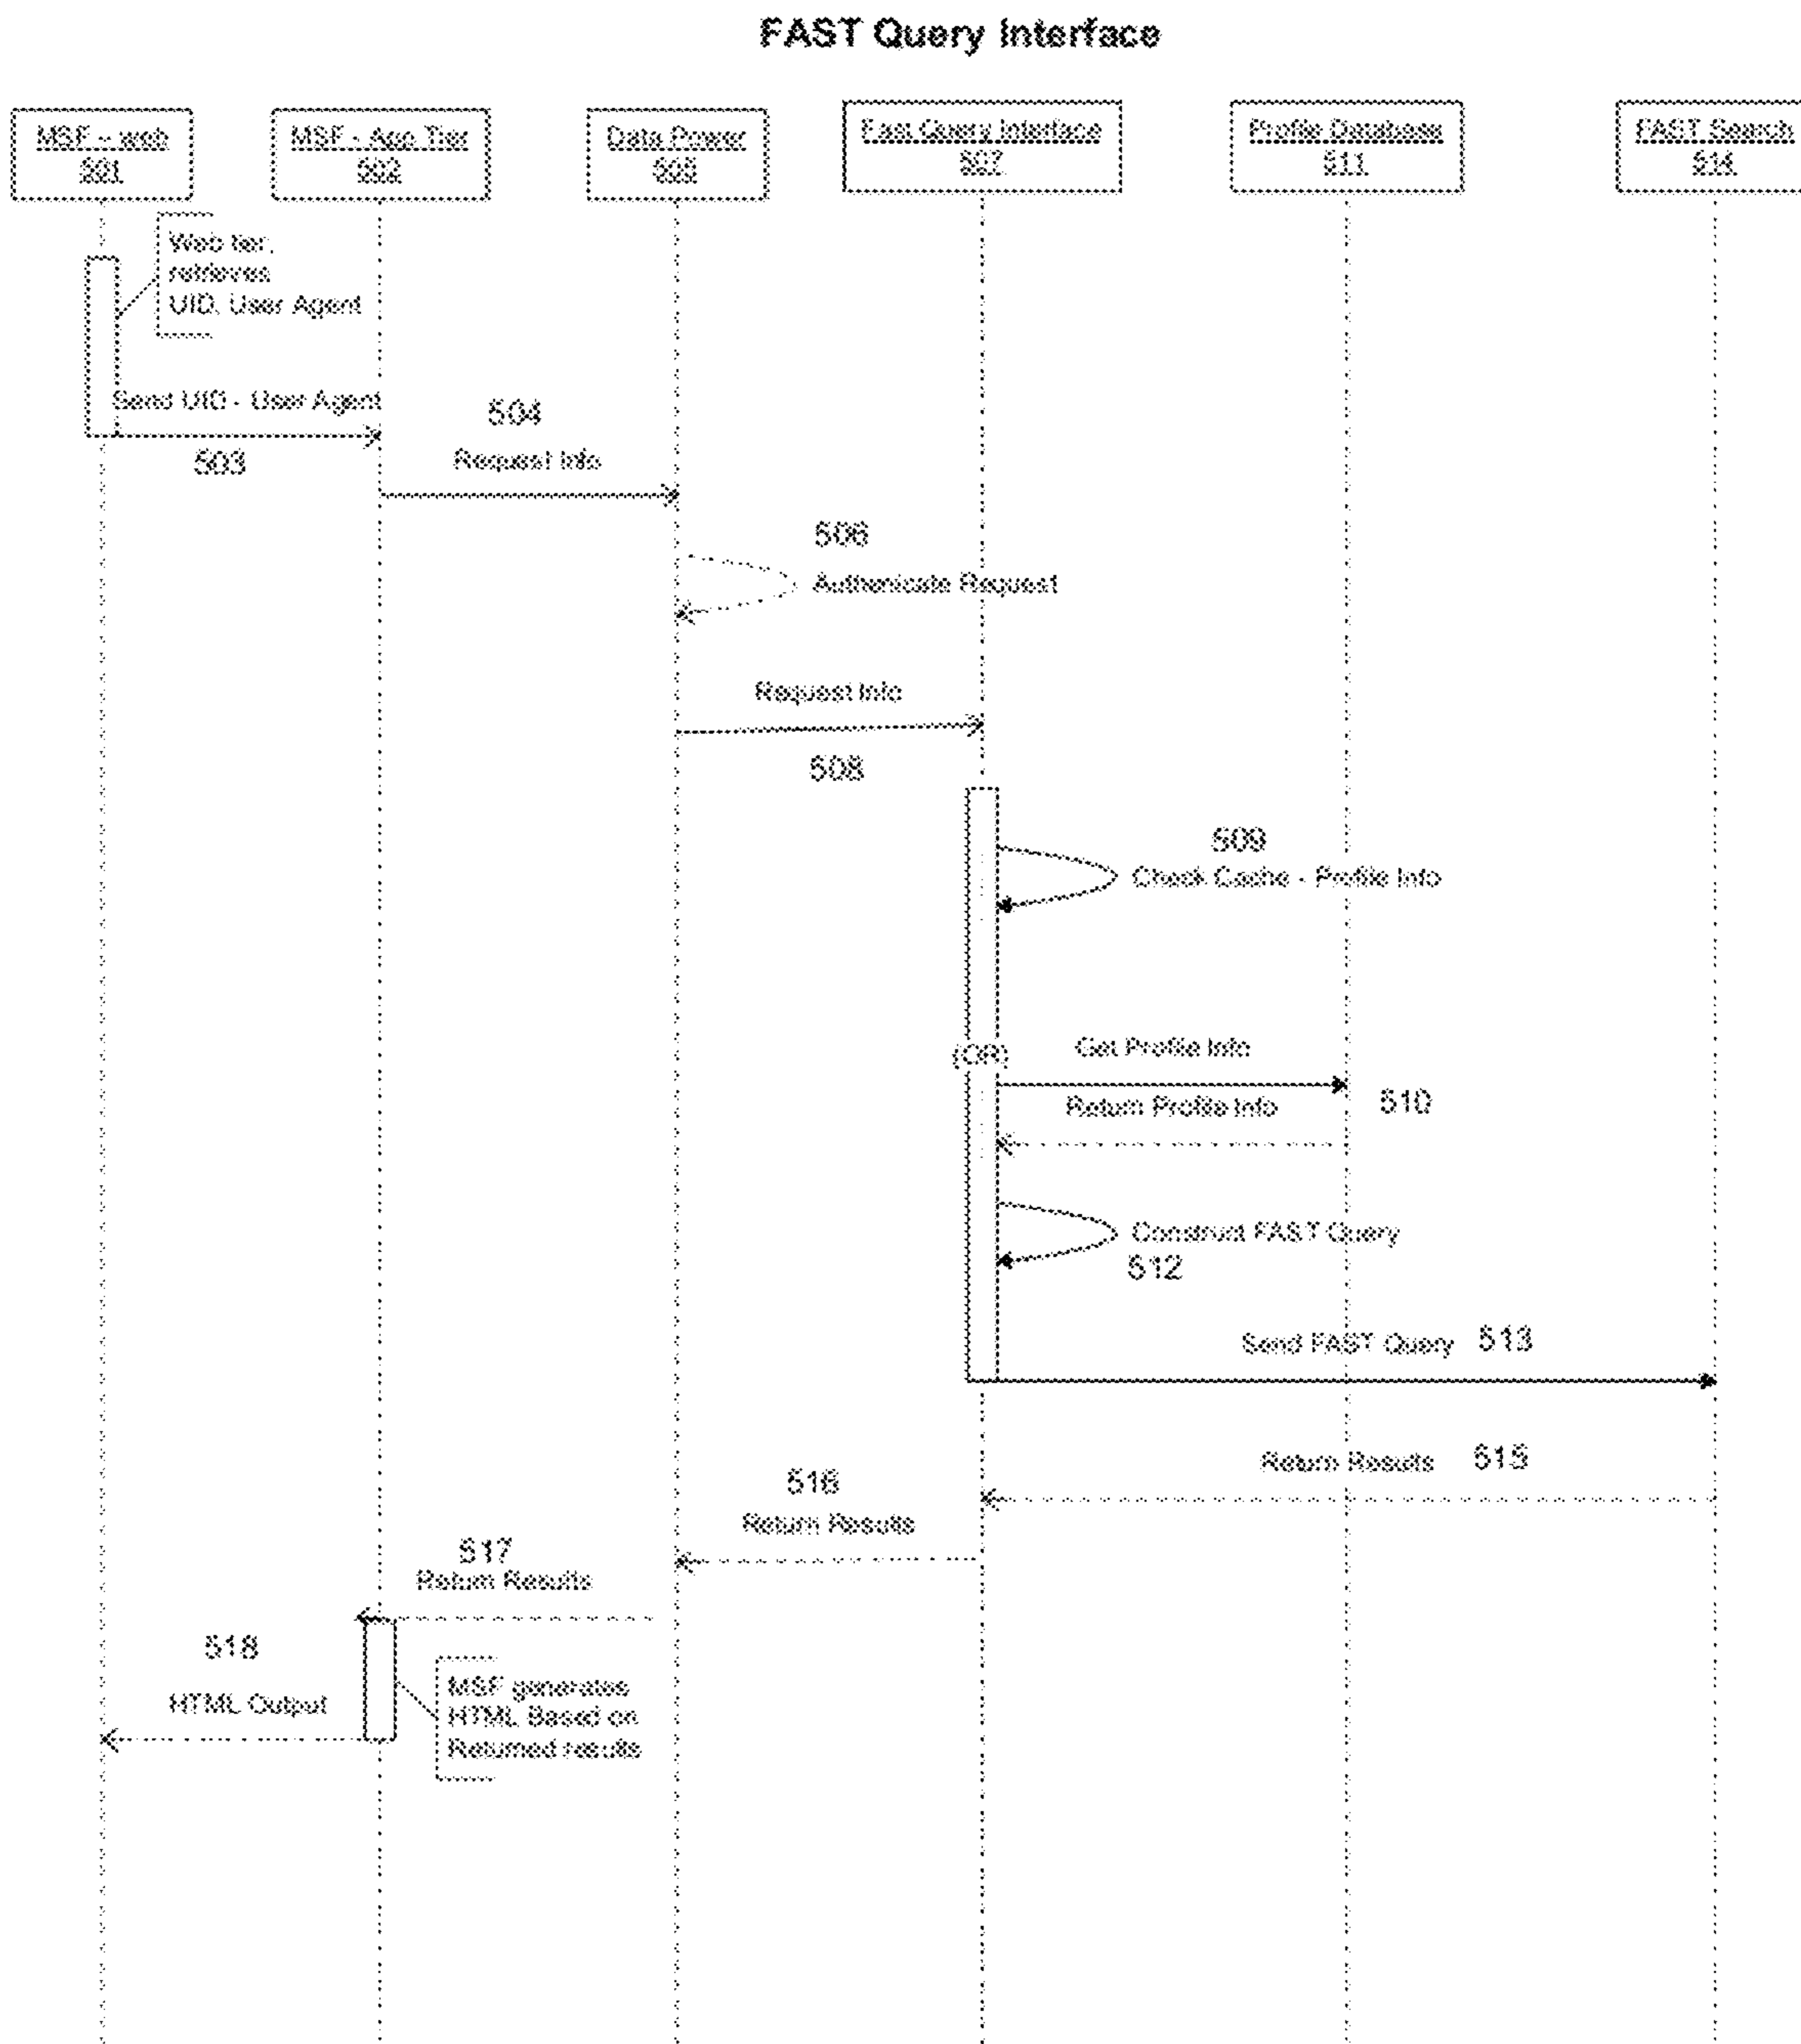 FAST Query Interface
MSF - web
501
MSF - App Tier
502
Data Power
505
Fast Query Interface
507
Profile Database
511
FAST Search
514
Web tier,
retrieves
UID, User Agent
Send UID - User Agent
503
504
Request Info
506
Authenicate Request
Request Info
508
509
Check Cache - Profile Info
(OR)
Get Profile Info
Return Profile Info
510
Construct FAST Query
512
Send FAST Query 513
Return Results 515
516
Return Results
517
Return Results
518
HTML Output
MSF generates
HTML Based on
Returned results